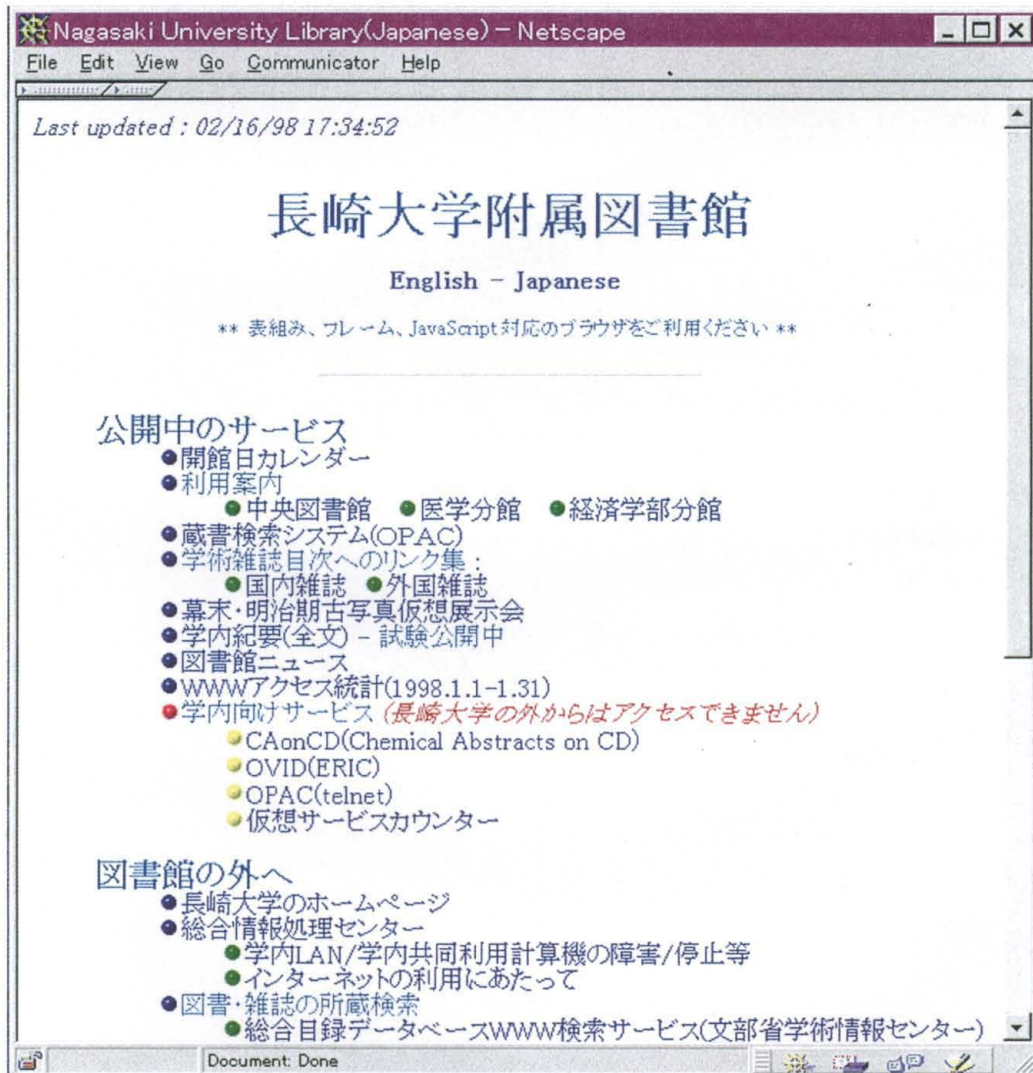 Nagasaki University Library(Japanese) – Netscape
File Edit View Go Communicator Help
Last updated : 02/16/98 17:34:52
長崎大学附属図書館
English – Japanese
** 表組み、フレーム、JavaScript対応のブラウザをご利用ください **
公開中のサービス
●開館日カレンダー
●利用案内
●中央図書館 ●医学分館 ●経済学部分館
●蔵書検索システム(OPAC)
●学術雑誌目次へのリンク集 :
●国内雑誌 ●外国雑誌
●幕末・明治期古写真仮想展示会
●学内紀要(全文) – 試験公開中
●図書館ニュース
●WWWアクセス統計(1998.1.1-1.31)
●学内向けサービス (長崎大学の外からはアクセスできません)
●CAonCD(Chemical Abstracts on CD)
●OVID(ERIC)
●OPAC(telnet)
●仮想サービスカウンター
図書館の外へ
●長崎大学のホームページ
●総合情報処理センター
●学内LAN/学内共同利用計算機の障害/停止等
●インターネットの利用にあたって
●図書・雑誌の所蔵検索
●総合目録データベースWWW検索サービス(文部省学術情報センター)
Document: Done